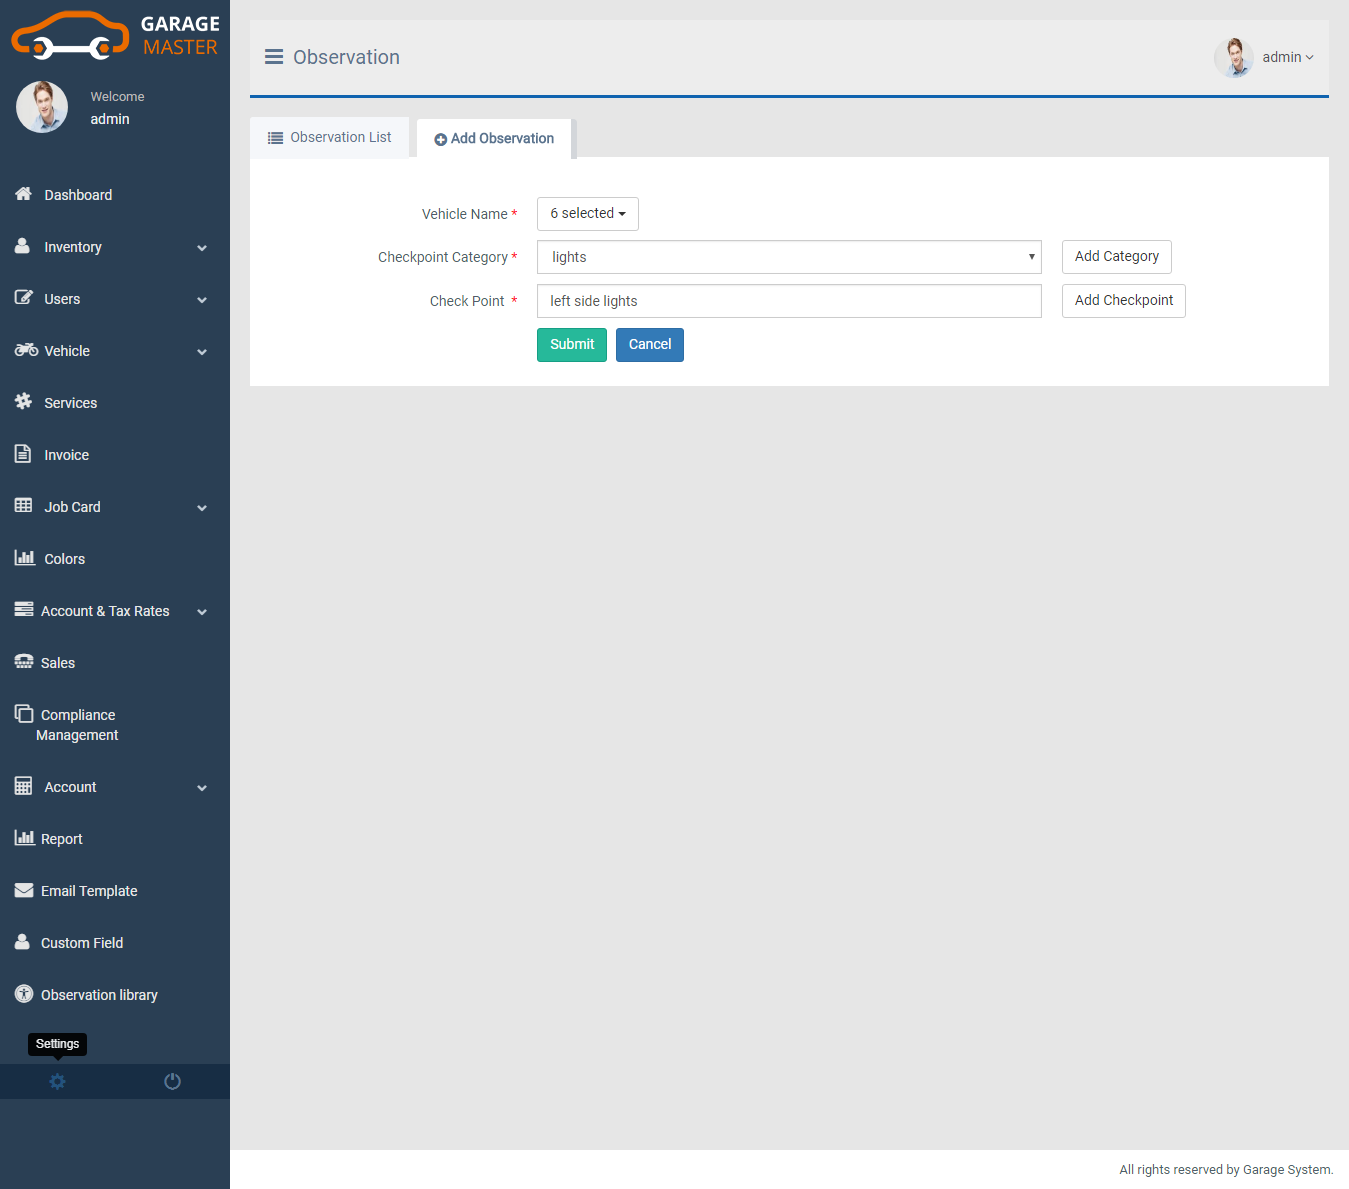 GARAGE
MASTER
Welcome
admin
Dashboard
Inventory
Users
Vehicle
Services
Invoice
Job Card
Colors
Account & Tax Rates
Sales
Compliance
Management
Account
Report
Email Template
Custom Field
Observation library
Settings
Observation
admin
Observation List
Add Observation
Vehicle Name *
6 selected
Checkpoint Category *
lights
Add Category
Check Point *
left side lights
Add Checkpoint
Submit
Cancel
All rights reserved by Garage System.